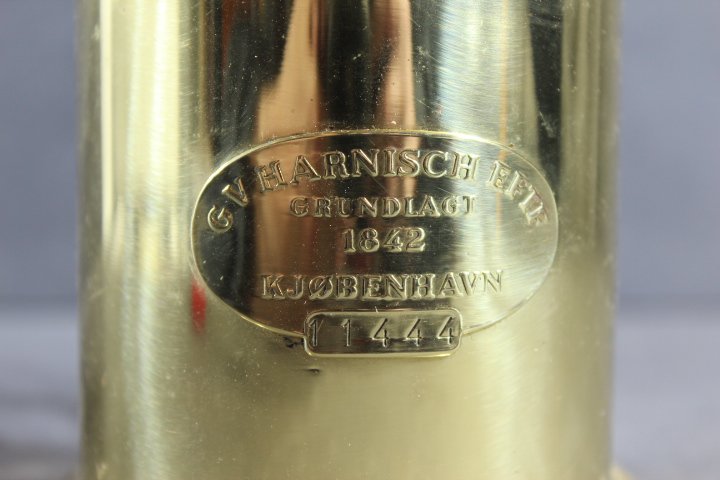 G V HARNISCH EFTF
GRUNDLAGT
1842
KJØBENHAVN
11444